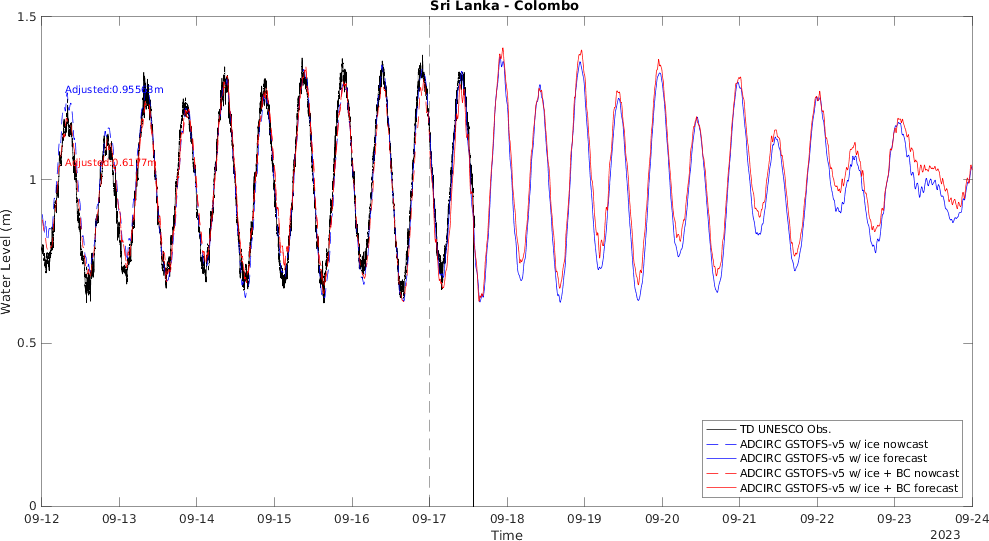 Sri Lanka - Colombo
1.5
1
0.5
0
Water Level (m)
Adjusted:0.6177m
TD UNESCO Obs.
ADCIRC GSTOFS-v5 w/ ice nowcast
ADCIRC GSTOFS-v5 w/ ice forecast
ADCIRC GSTOFS-v5 w/ ice + BC nowcast
ADCIRC GSTOFS-v5 w/ ice + BC forecast
09-12 09-13 09-14 09-15 09-16 09-17 09-18 09-19 09-20 09-21 09-22 09-23 09-24
Time
2023